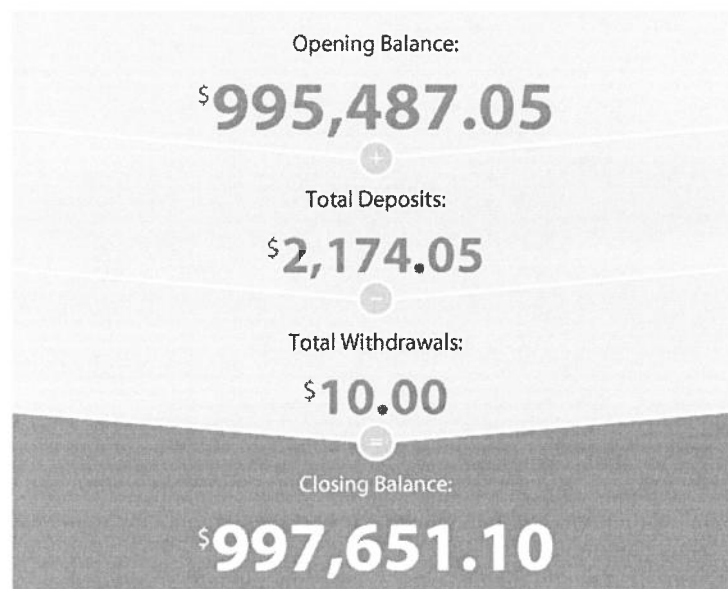 Opening Balance:
$995,487.05
+
Total Deposits:
$2,174.05
−
Total Withdrawals:
$10.00
=
Closing Balance:
$997,651.10